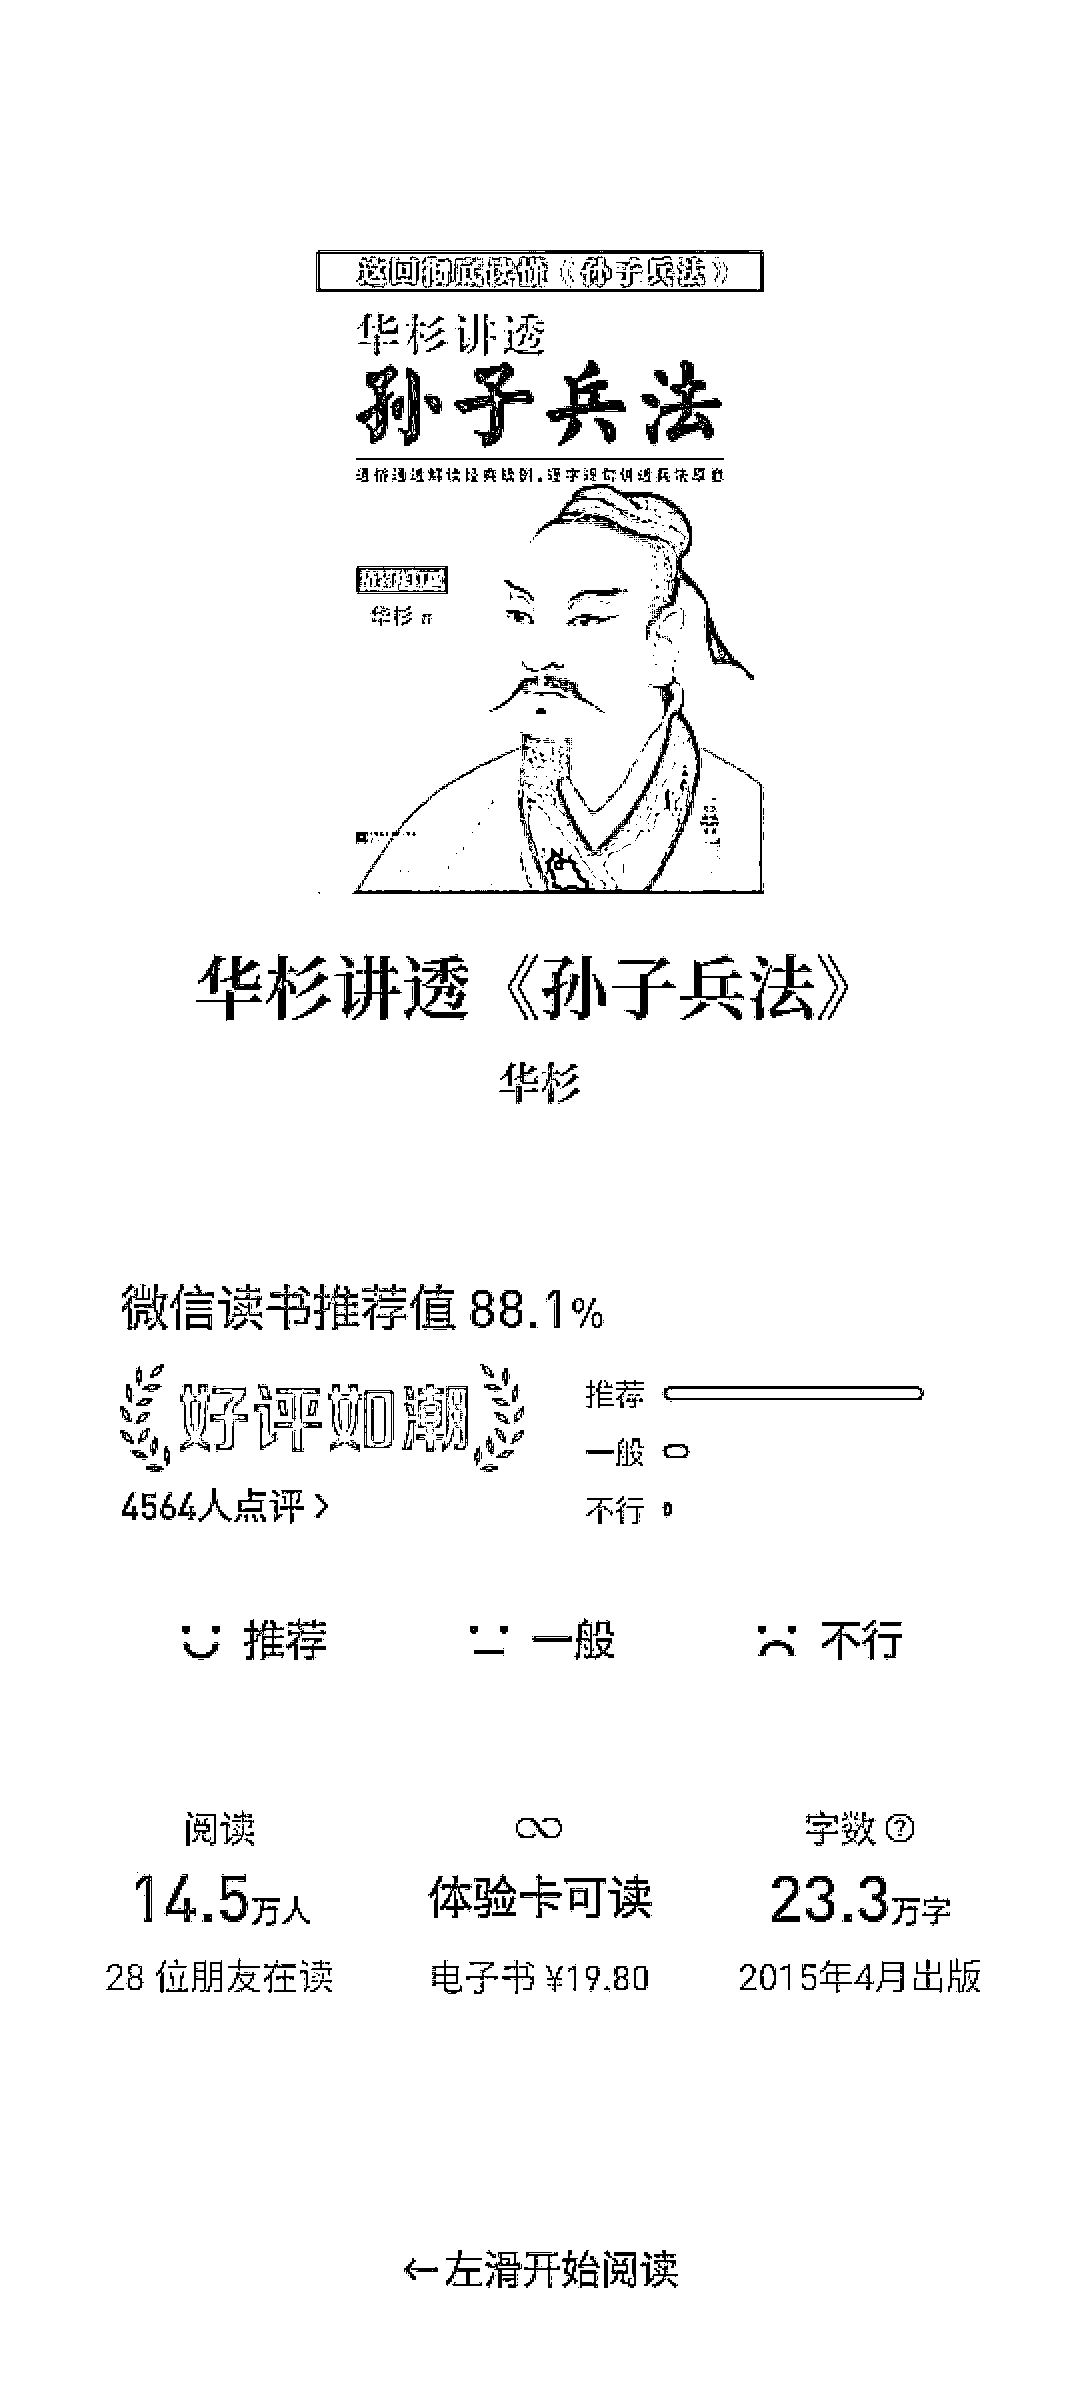 这回彻底读懂《孙子兵法》
华杉讲透
孙子兵法
华杉 著
华杉讲透《孙子兵法》
华杉
微信读书推荐值 88.1%
好评如潮
推荐
一般
4564人点评 >
不行
推荐 一般 不行
阅读 字数 ?
14.5万人 体验卡可读 23.3万字
28 位朋友在读 电子书 ¥19.80 2015年4月出版
←左滑开始阅读